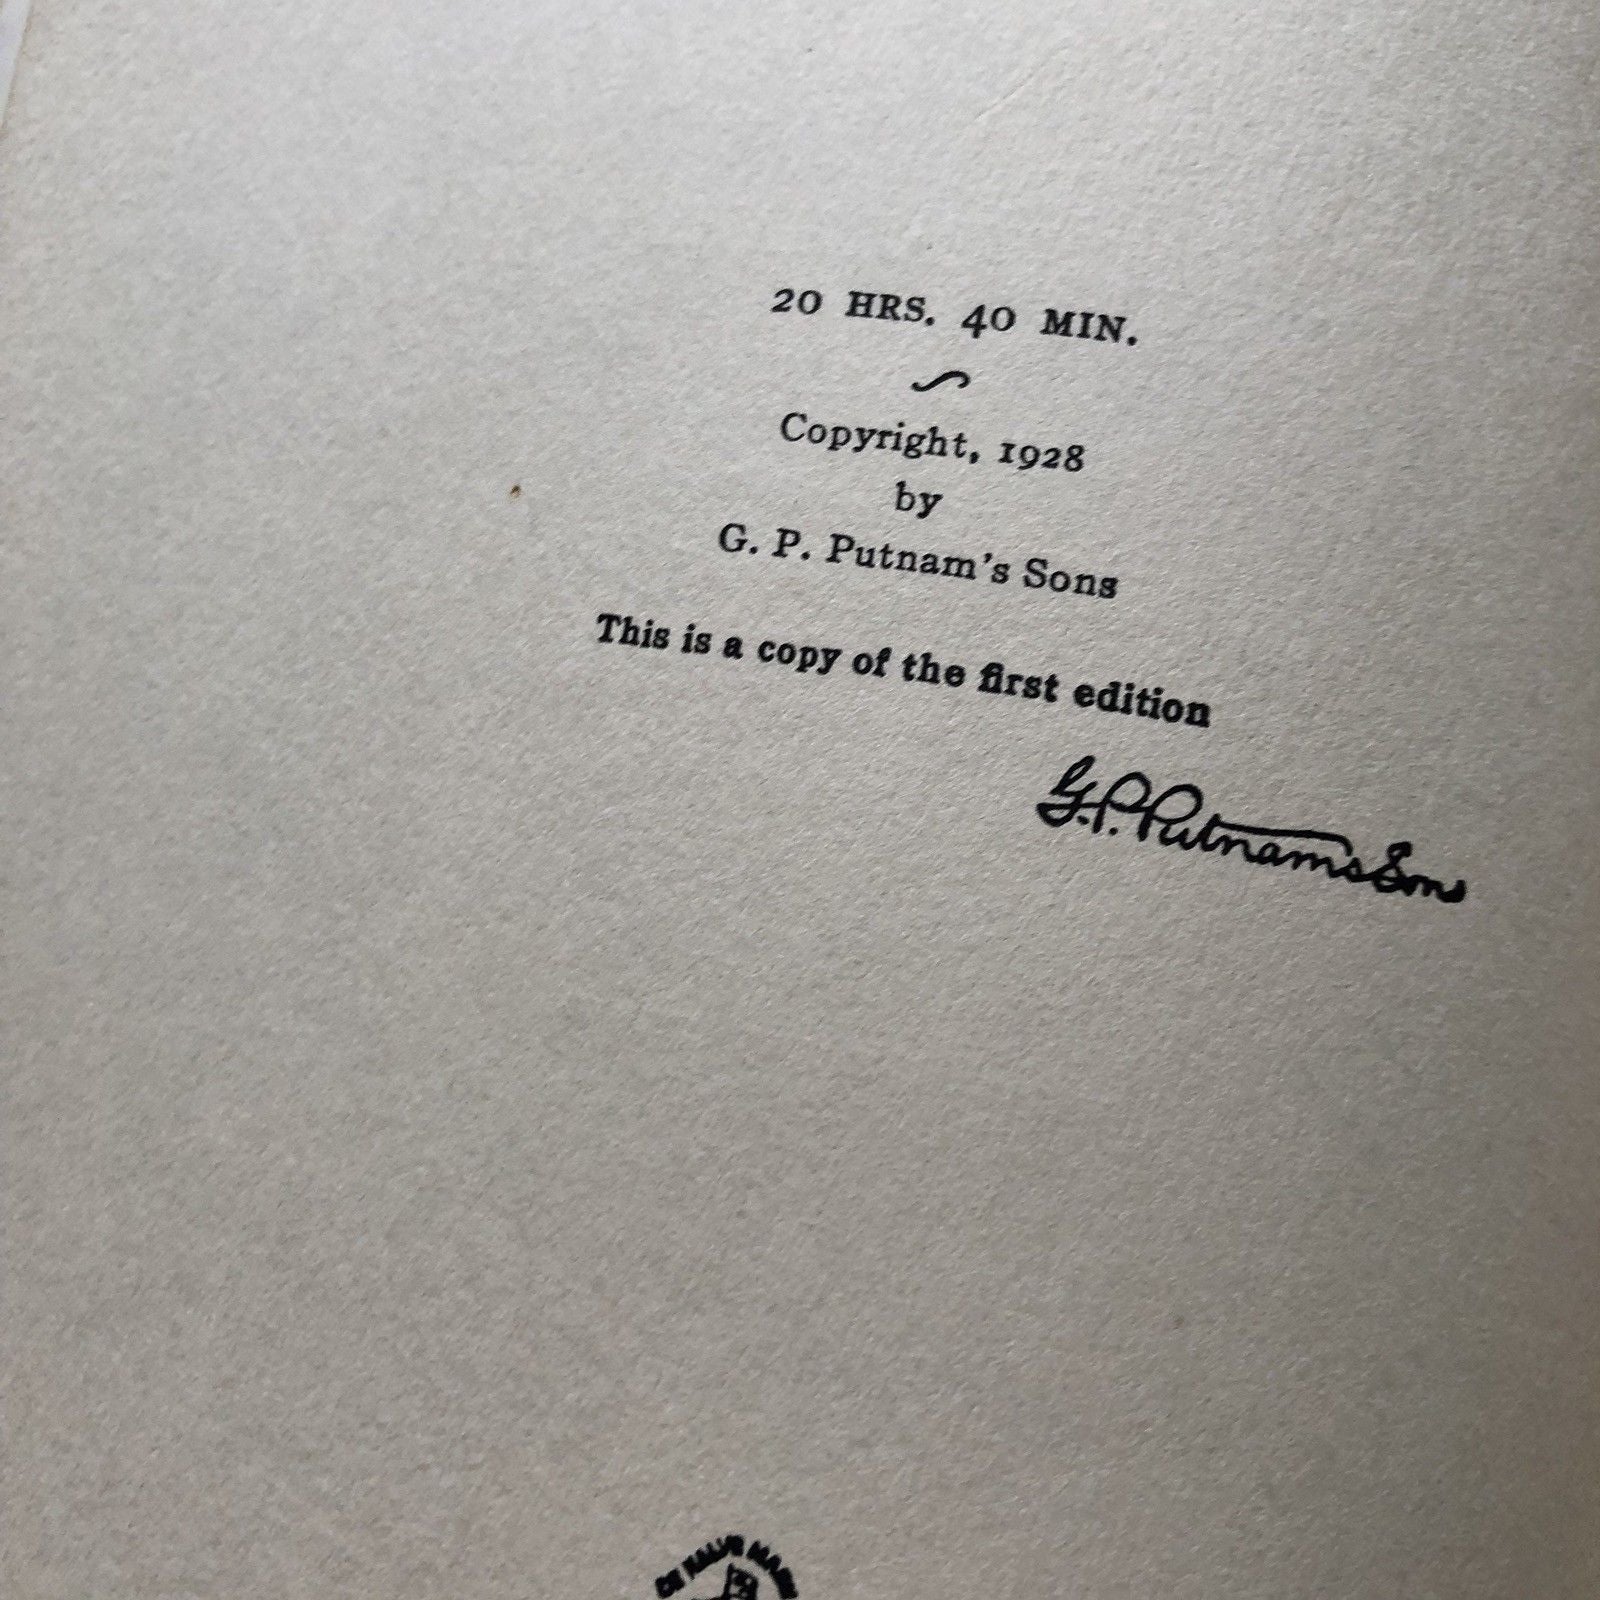 20 HRS. 40 MIN.
Copyright, 1928
by
G. P. Putnam's Sons
This is a copy of the first edition
G.P. Putnam's Sons